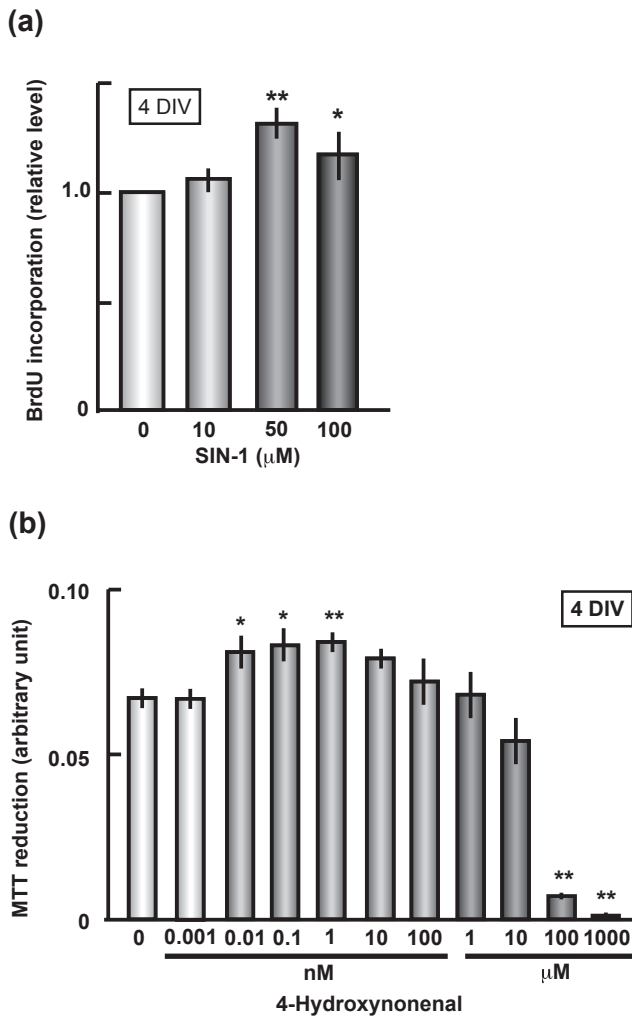 (a)
BrdU incorporation (relative level)
4 DIV
**
*
1.0
0
0 10 50 100
SIN-1 (μM)
(b)
MTT reduction (arbitrary unit)
0.10
4 DIV
* * **
0.05
** **
0
0 0.001 0.01 0.1 1 10 100 1 10 100 1000
nM μM
4-Hydroxynonenal